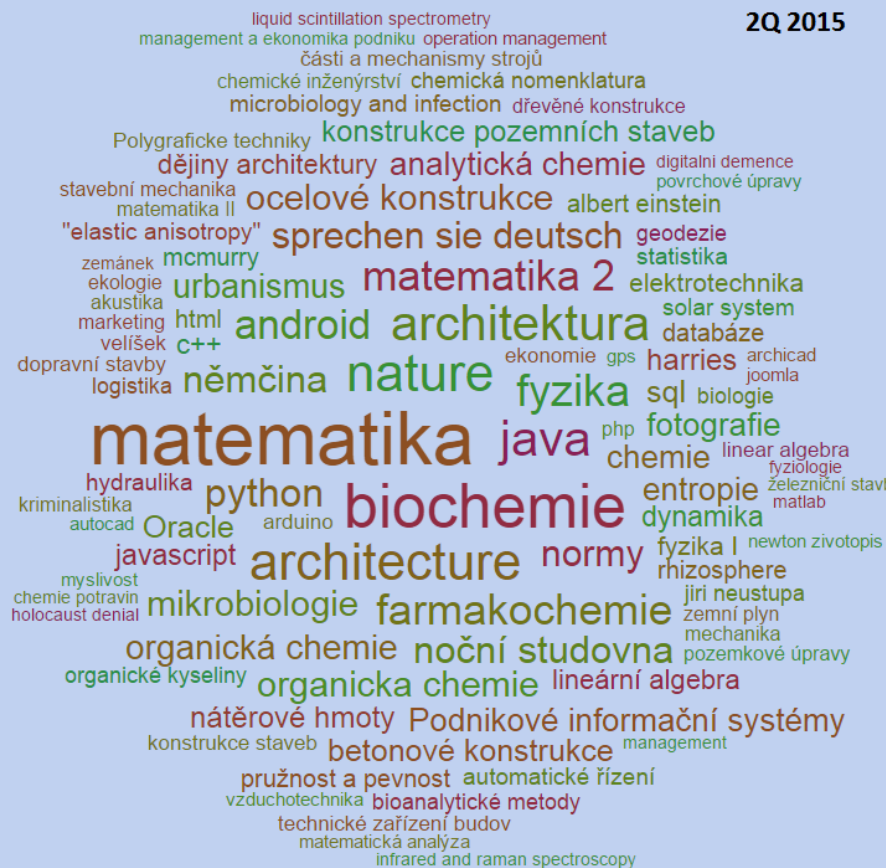 2Q 2015
liquid scintillation spectrometry
management a ekonomika podniku operation management
části a mechanismy strojů
chemické inženýrství chemická nomenklatura
microbiology and infection dřevěné konstrukce
Polygraficke techniky konstrukce pozemních staveb
dějiny architektury analytická chemie digitalni demence
stavební mechanika ocelové konstrukce albert einstein povrchové úpravy
matematika II
"elastic anisotropy" sprechen sie deutsch geodezie
zemánek mcmurry matematika 2 statistika
ekologie urbanismus elektrotechnika
akustika android architektura solar system
marketing html databáze
velíšek c++ ekonomie gps harries archicad
dopravní stavby němčina nature fyzika sql joomla
logistika biologie
matematika java php fotografie
chemie linear algebra
hydraulika python biochemie entropie fyziologie
kriminalistika železniční stavl
autocad Oracle arduino dynamika matlab
javascript architecture normy fyzika I newton zivotopis
myslivost rhizosphere
chemie potravin mikrobiologie farmakochemie jiri neustupa
holocaust denial zemní plyn
organická chemie noční studovna mechanika
pozemkové úpravy
organické kyseliny organicka chemie lineární algebra
nátěrové hmoty Podnikové informační systémy
konstrukce staveb betonové konstrukce management
pružnost a pevnost automatické řízení
vzduchotechnika bioanalytické metody
technické zařízení budov
matematická analýza
infrared and raman spectroscopy